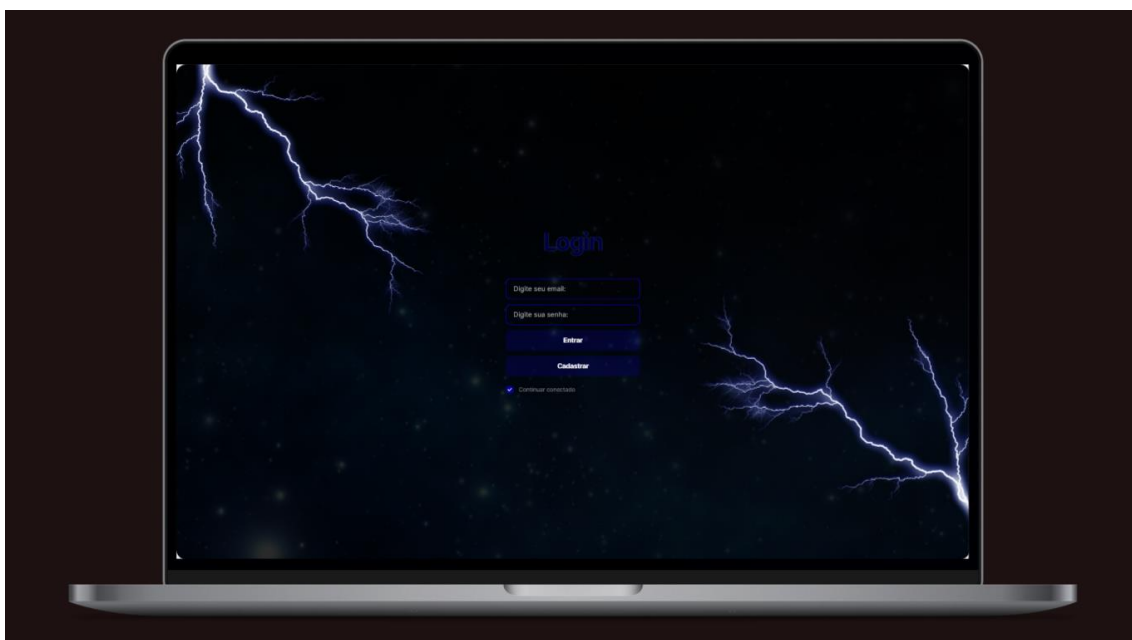 Login
Digite seu email:
Digite sua senha:
Entrar
Cadastrar
Continuar conectado